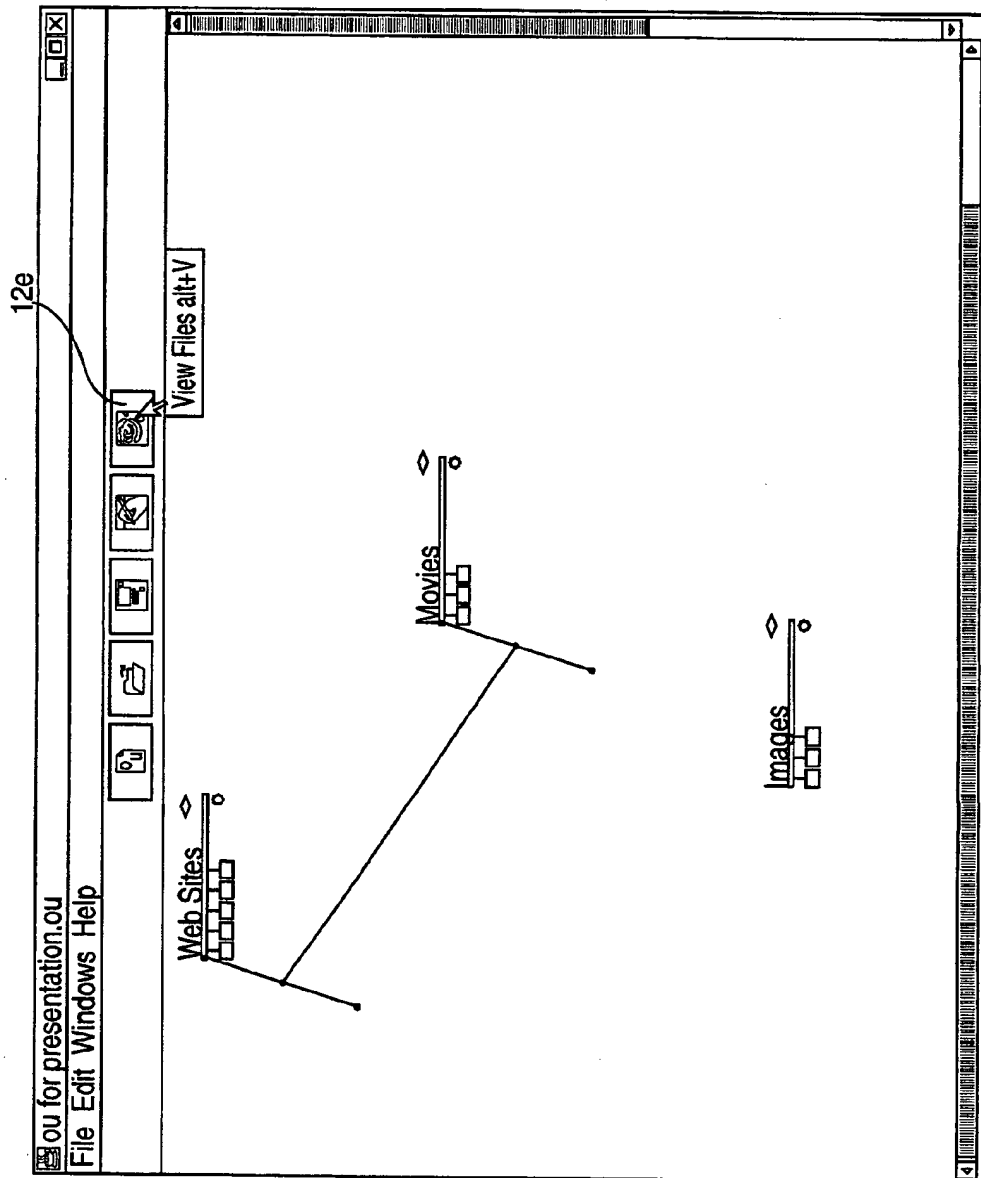 12e
ou for presentation.ou
File Edit Windows Help
View Files alt+V
Web Sites
Movies
Images